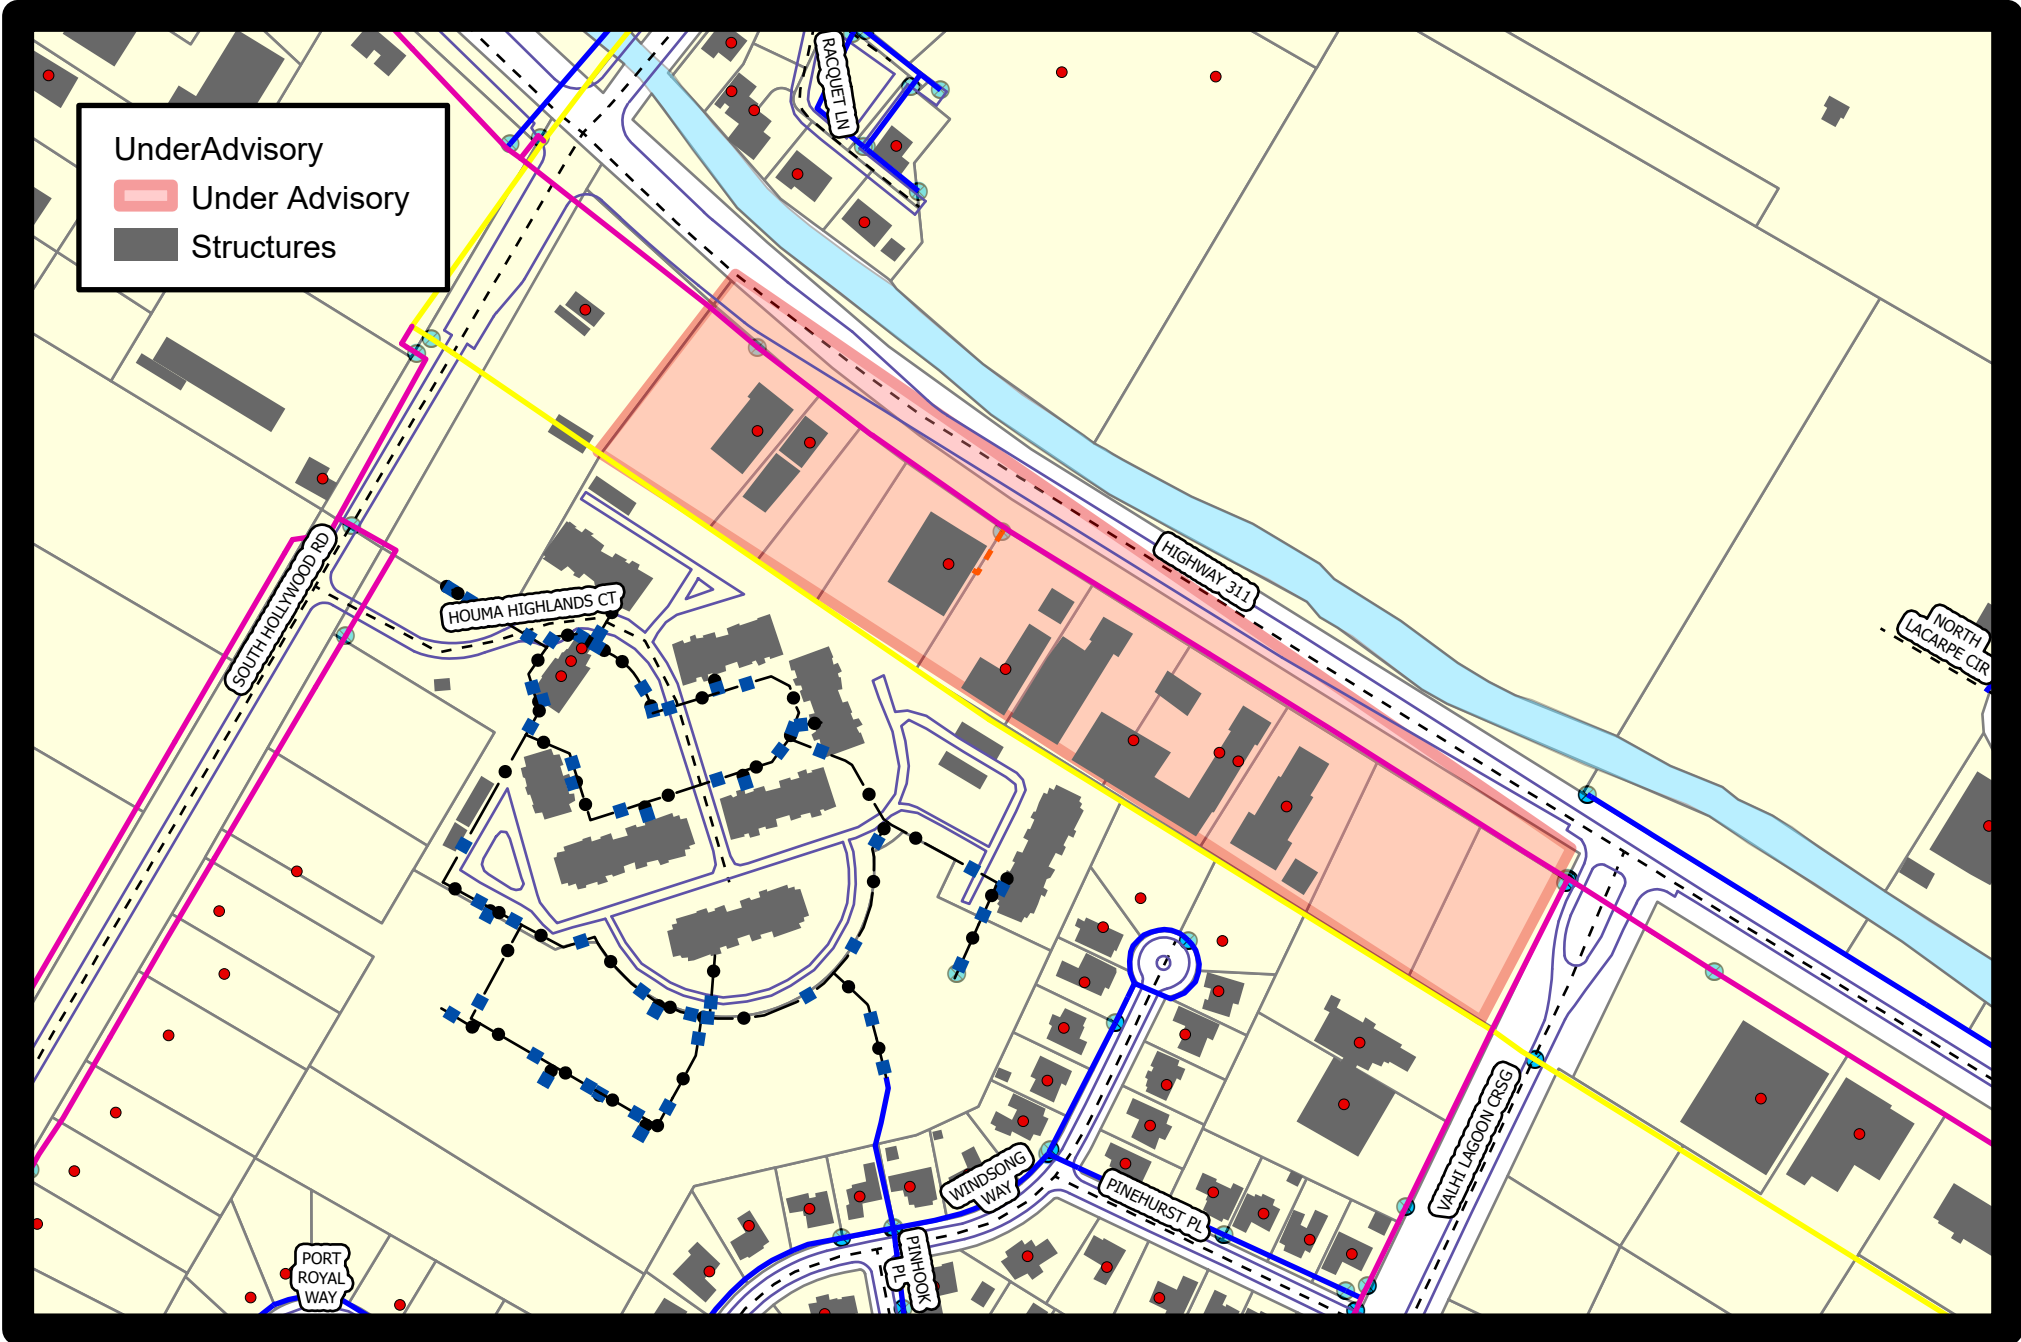 RACQUET LN
UnderAdvisory
Under Advisory
Structures
HIGHWAY 311
SOUTH HOLLYWOOD RD
HOUMA HIGHLANDS CT
NORTH
LACARPE CIR
VALHI LAGOON CRSG
WINDSONG
WAY
PINEHURST PL
PINHOOK
PL
PORT
ROYAL
WAY